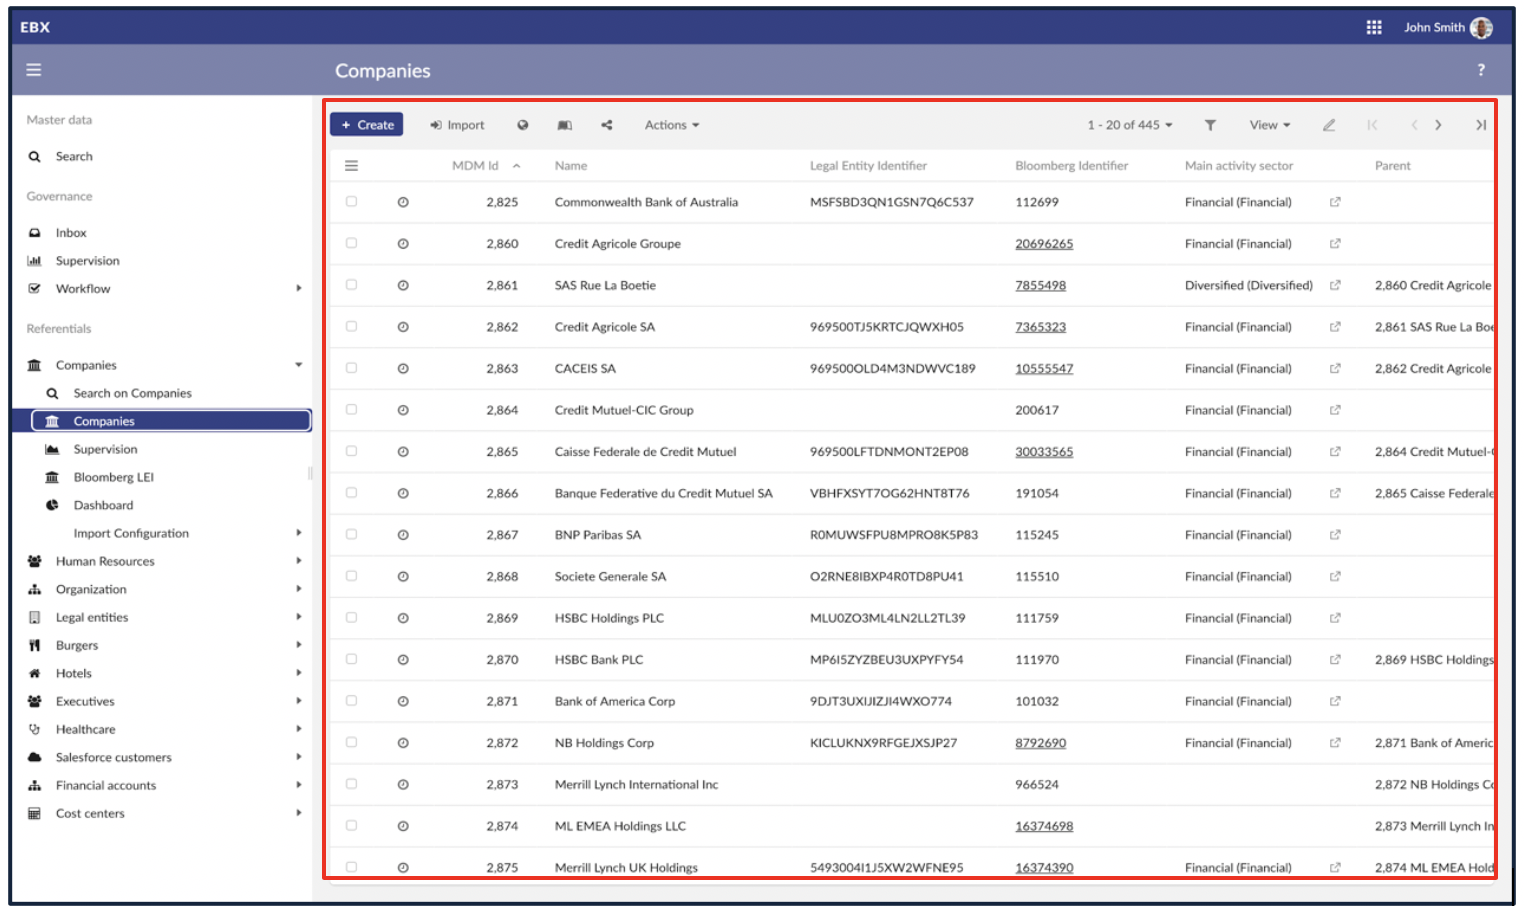 EBX
John Smith
Companies
?
Master data
Search
Governance
Inbox
Supervision
Workflow
Referentials
Companies
Search on Companies
Companies
Supervision
Bloomberg LEI
Dashboard
Import Configuration
Human Resources
Organization
Legal entities
Burgers
Hotels
Executives
Healthcare
Salesforce customers
Financial accounts
Cost centers
+ Create Import Actions 1 - 20 of 445 View
MDM Id Name Legal Entity Identifier Bloomberg Identifier Main activity sector Parent
2,825 Commonwealth Bank of Australia MSFSBD3QN1GSN7Q6C537 112699 Financial (Financial)
2,860 Credit Agricole Groupe 20696265 Financial (Financial)
2,861 SAS Rue La Boetie 7855498 Diversified (Diversified) 2,860 Credit Agricole
2,862 Credit Agricole SA 969500TJ5KRTCJQWXH05 7365323 Financial (Financial) 2,861 SAS Rue La Boe
2,863 CACEIS SA 969500OLD4M3NDWVC189 10555547 Financial (Financial) 2,862 Credit Agricole
2,864 Credit Mutuel-CIC Group 200617 Financial (Financial)
2,865 Caisse Federale de Credit Mutuel 969500LFTDNMONT2EP08 30033565 Financial (Financial) 2,864 Credit Mutuel-
2,866 Banque Federative du Credit Mutuel SA VBHFXSYT7OG62HNT8T76 191054 Financial (Financial) 2,865 Caisse Federale
2,867 BNP Paribas SA R0MUWSFPU8MPRO8K5P83 115245 Financial (Financial)
2,868 Societe Generale SA O2RNE8IBXP4R0TD8PU41 115510 Financial (Financial)
2,869 HSBC Holdings PLC MLU0ZO3ML4LN2LL2TL39 111759 Financial (Financial)
2,870 HSBC Bank PLC MP6I5ZYZBEU3UXPYFY54 111970 Financial (Financial) 2,869 HSBC Holdings
2,871 Bank of America Corp 9DJT3UXIJIZJI4WXO774 101032 Financial (Financial)
2,872 NB Holdings Corp KICLUKNX9RFGEJXSJP27 8792690 Financial (Financial) 2,871 Bank of Americ
2,873 Merrill Lynch International Inc 966524 2,872 NB Holdings Co
2,874 ML EMEA Holdings LLC 16374698 2,873 Merrill Lynch In
2,875 Merrill Lynch UK Holdings 5493004I1J5XW2WFNE95 16374390 Financial (Financial) 2,874 ML EMEA Hold